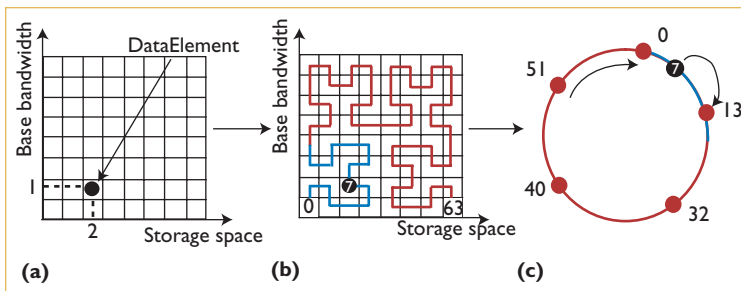 Base bandwidth
DataElement
1
2
Storage space
(a)
Base bandwidth
7
0
63
Storage space
(b)
0
7
13
32
40
51
(c)